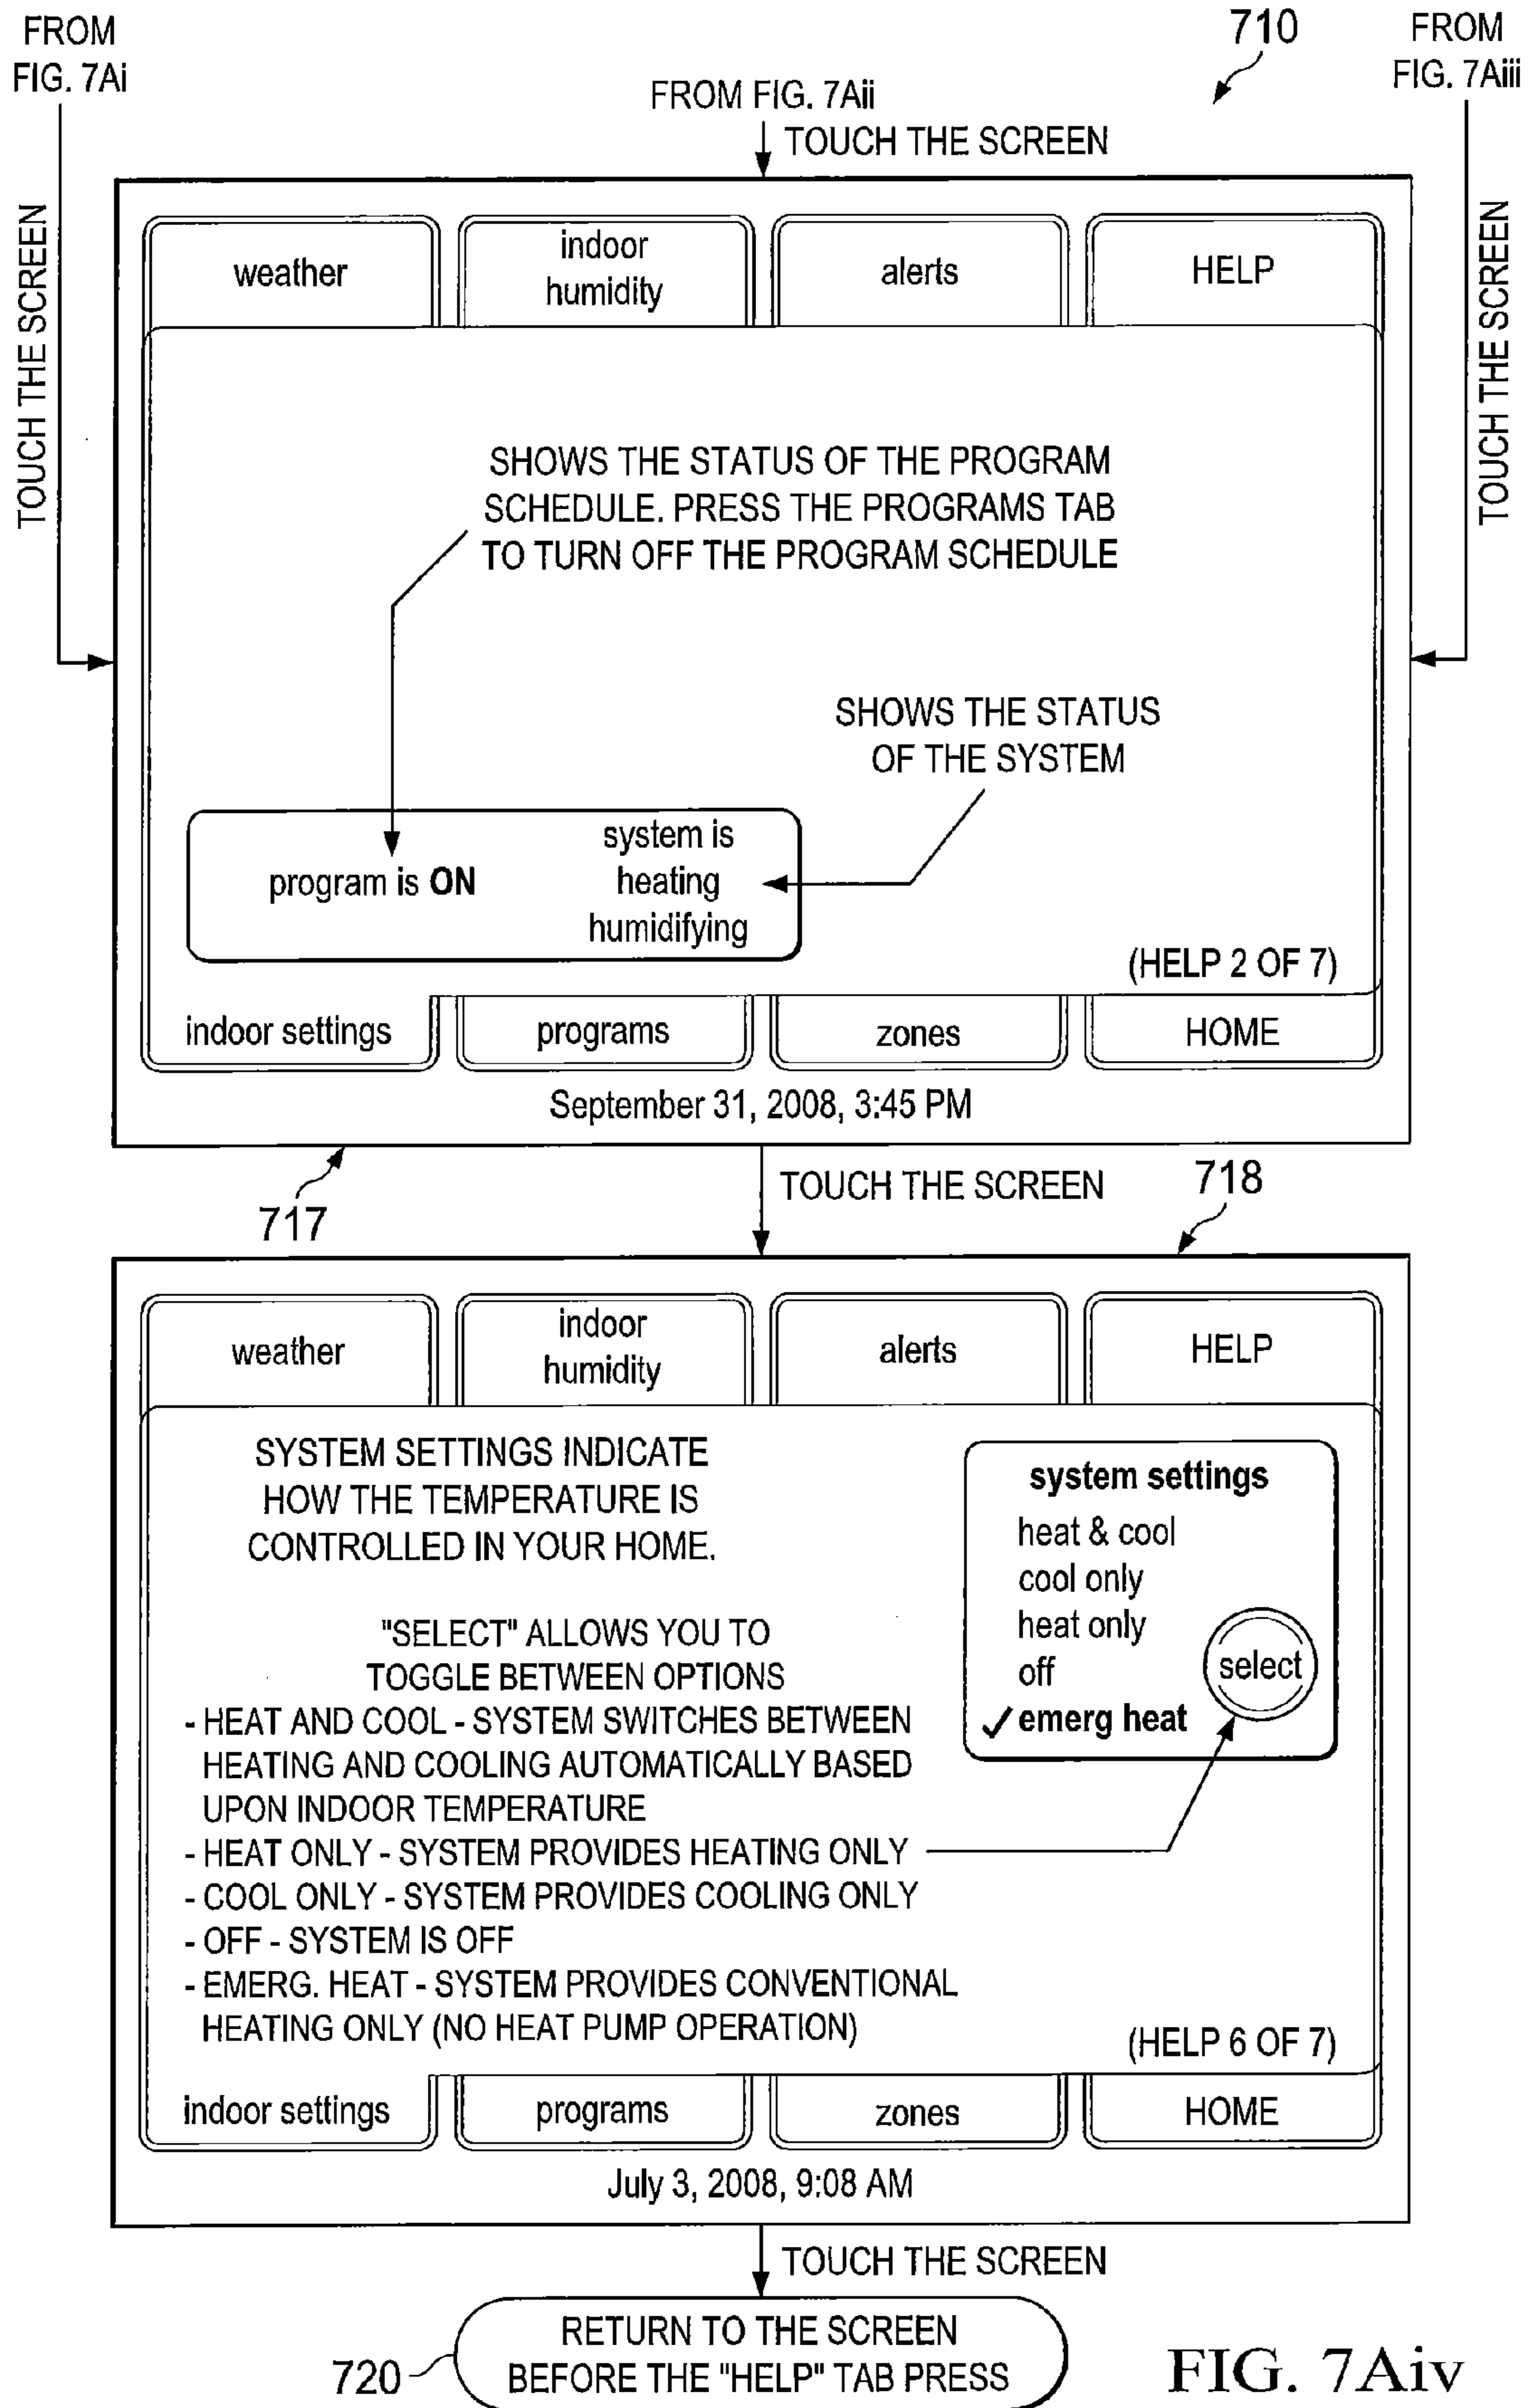 FROM
FIG. 7Ai
FROM FIG. 7Aii
710
FROM
FIG. 7Aiii
TOUCH THE SCREEN
TOUCH THE SCREEN
TOUCH THE SCREEN
weather
indoor
humidity
alerts
HELP
SHOWS THE STATUS OF THE PROGRAM
SCHEDULE. PRESS THE PROGRAMS TAB
TO TURN OFF THE PROGRAM SCHEDULE
SHOWS THE STATUS
OF THE SYSTEM
program is ON
system is
heating
humidifying
(HELP 2 OF 7)
indoor settings
programs
zones
HOME
September 31, 2008, 3:45 PM
717
TOUCH THE SCREEN
718
weather
indoor
humidity
alerts
HELP
SYSTEM SETTINGS INDICATE
HOW THE TEMPERATURE IS
CONTROLLED IN YOUR HOME.
"SELECT" ALLOWS YOU TO
TOGGLE BETWEEN OPTIONS
- HEAT AND COOL - SYSTEM SWITCHES BETWEEN
HEATING AND COOLING AUTOMATICALLY BASED
UPON INDOOR TEMPERATURE
- HEAT ONLY - SYSTEM PROVIDES HEATING ONLY
- COOL ONLY - SYSTEM PROVIDES COOLING ONLY
- OFF - SYSTEM IS OFF
- EMERG. HEAT - SYSTEM PROVIDES CONVENTIONAL
HEATING ONLY (NO HEAT PUMP OPERATION)
system settings
heat & cool
cool only
heat only
off
✓ emerg heat
select
(HELP 6 OF 7)
indoor settings
programs
zones
HOME
July 3, 2008, 9:08 AM
TOUCH THE SCREEN
720
RETURN TO THE SCREEN
BEFORE THE "HELP" TAB PRESS
FIG. 7Aiv